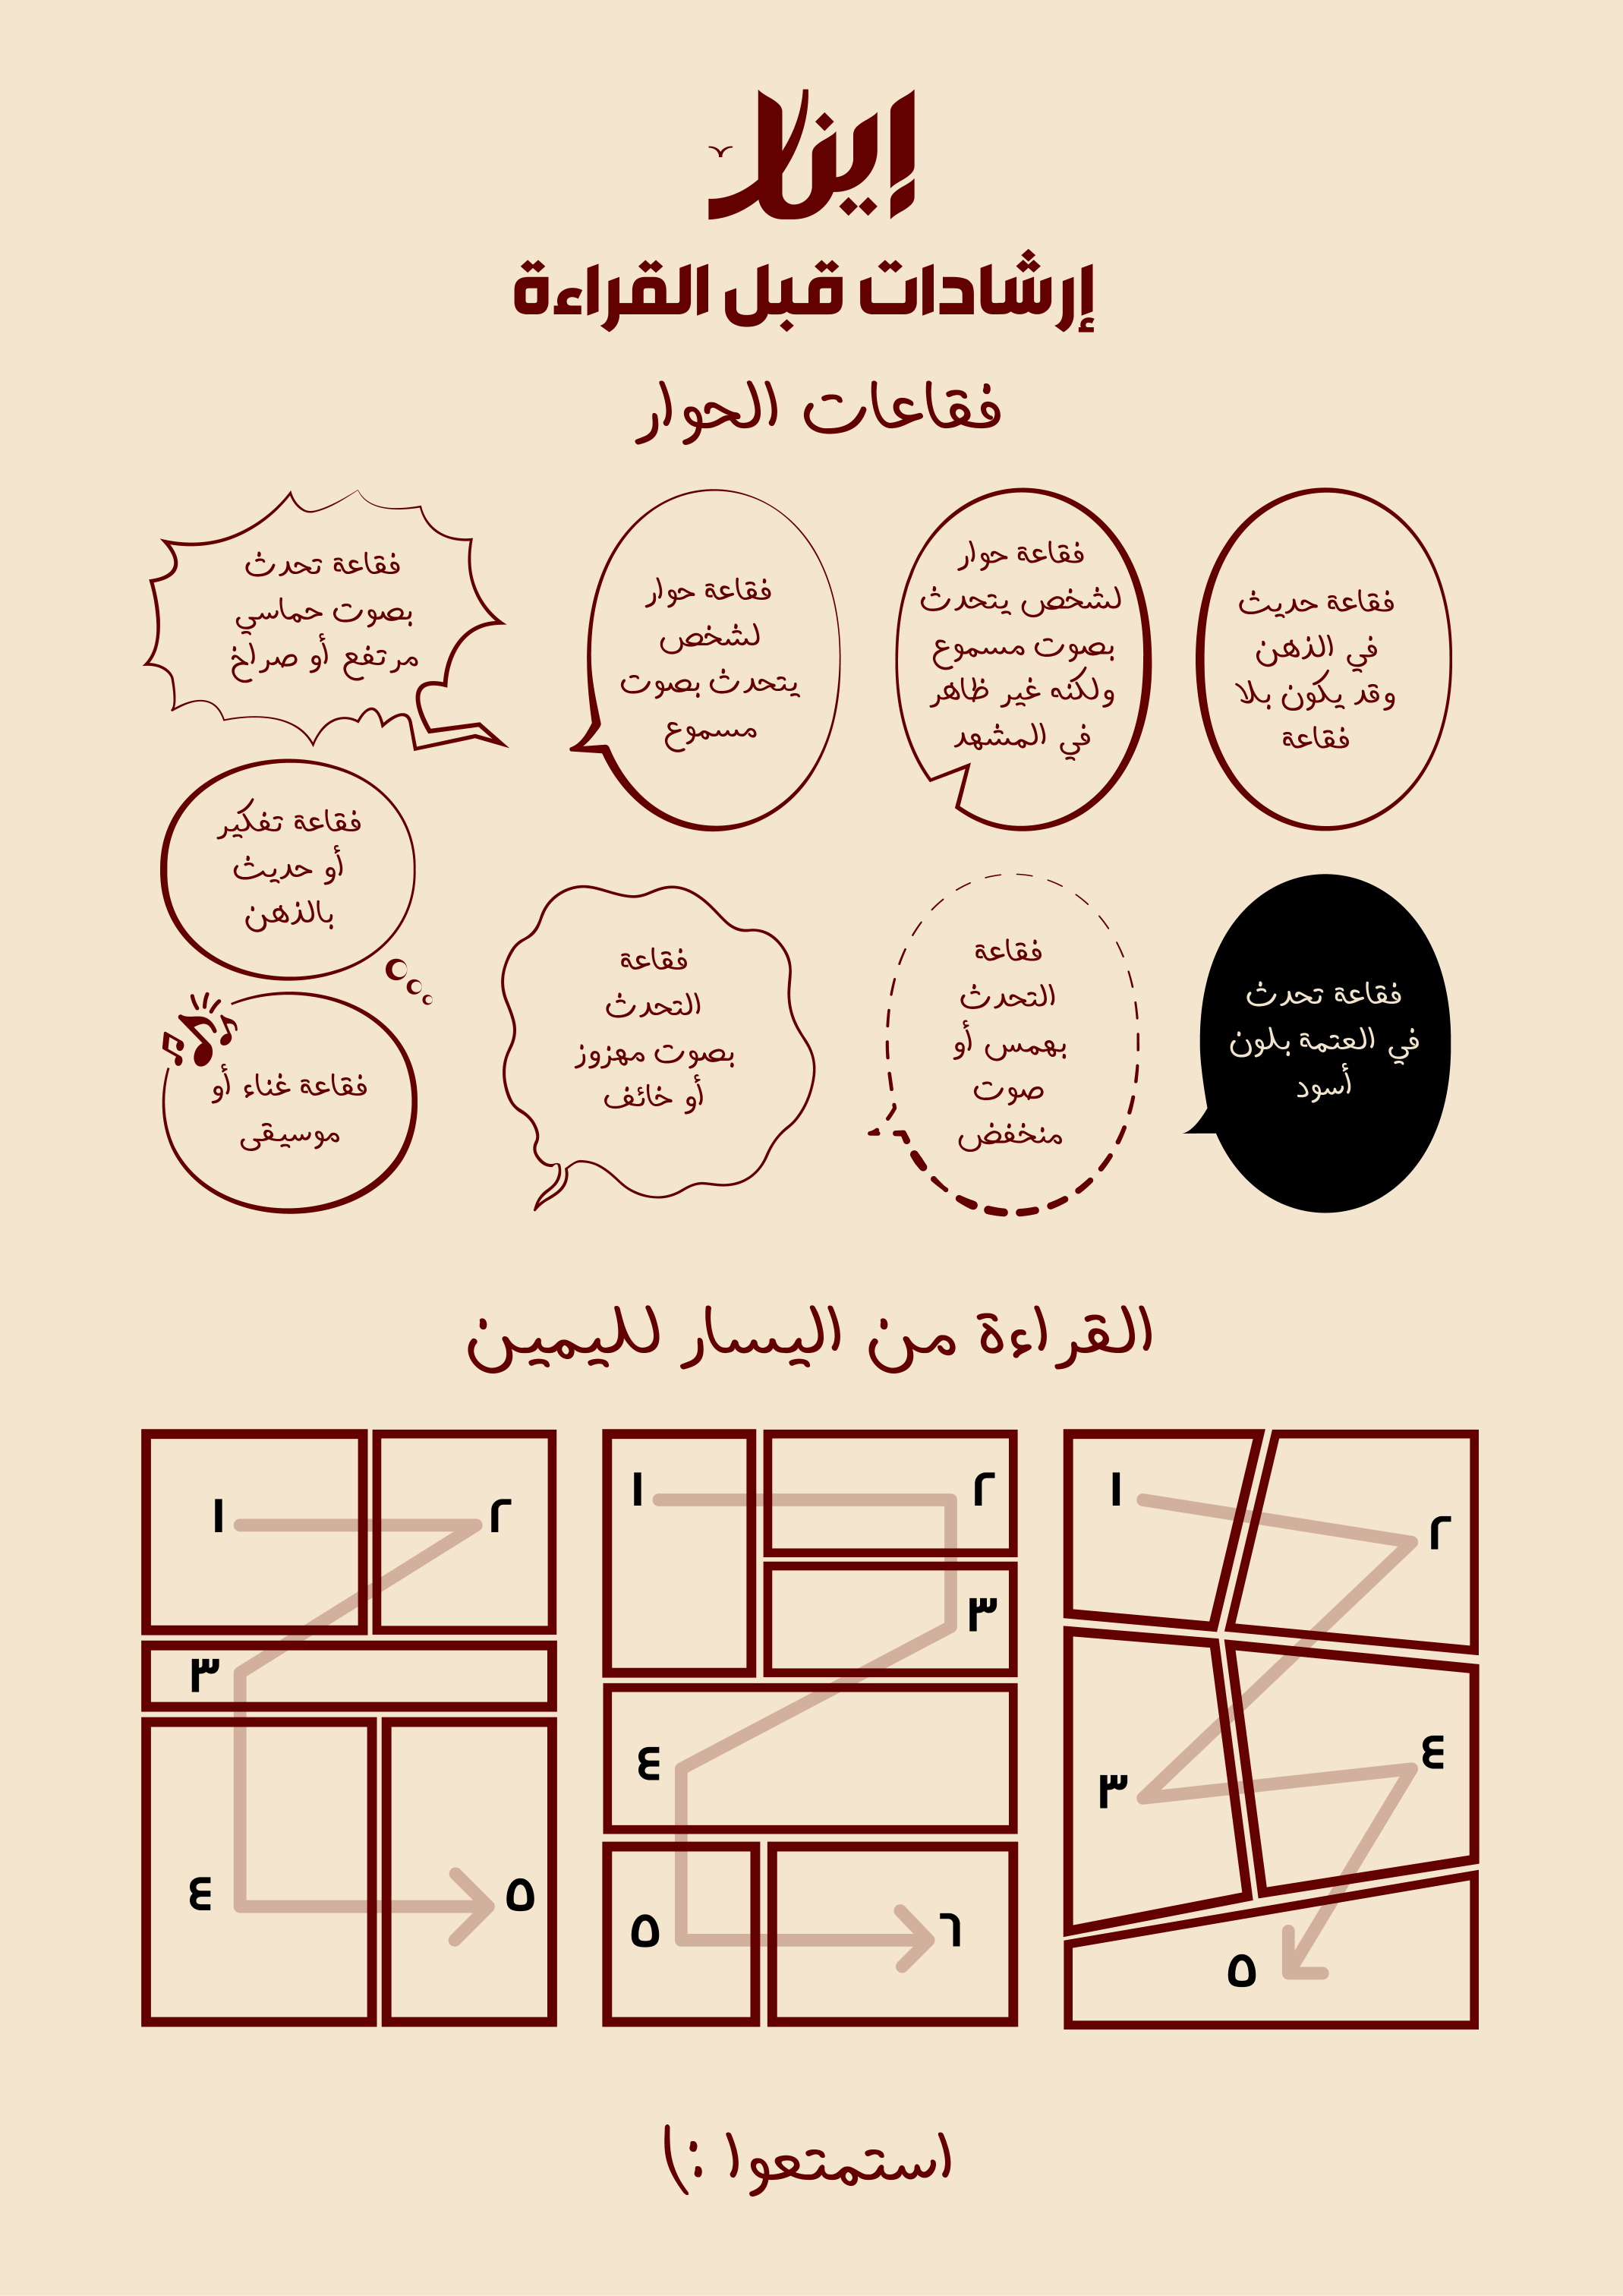 إيناس
إرشادات قبل القراءة
فقاعات الحوار
فقاعة حديث
في الذهن
وقد يكون بلا
فقاعة
فقاعة حوار
لشخص يتحدث
بصوت مسموع
ولكنه غير ظاهر
في المشهد
فقاعة حوار
لشخص
يتحدث بصوت
مسموع
فقاعة تحدث
بصوت حماسي
مرتفع أو صراخ
فقاعة تفكير
أو حديث
بالذهن
فقاعة تحدث
في العتمة بلون
أسود
فقاعة
التحدث
بهمس أو
صوت
منخفض
فقاعة
التحدث
بصوت مهزوز
أو خائف
فقاعة غناء أو
موسيقى
القراءة من اليسار لليمين
١
٢
٣
٤
٥
١
٢
٣
٤
٥
٦
١
٢
٣
٤
٥
استمتعوا :)